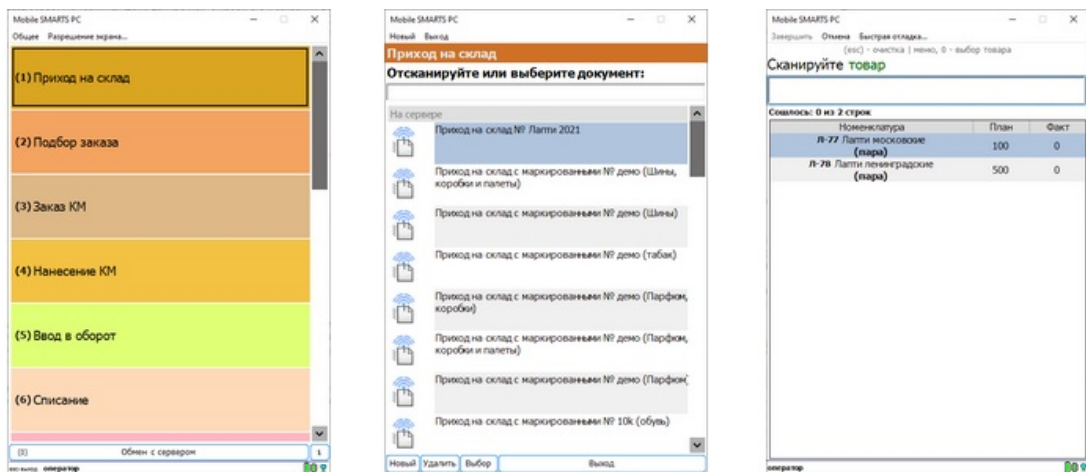 Mobile SMARTS PC
Общее Разрешение экрана...
(1) Приход на склад
(2) Подбор заказа
(3) Заказ КМ
(4) Нанесение КМ
(5) Ввод в оборот
(6) Списание
Обмен с сервером
оператор
Mobile SMARTS PC
Новый Выход
Приход на склад
Отсканируйте или выберите документ:
На сервере
Приход на склад № Лапти 2021
Приход на склад с маркированными № демо (Шины,
коробки и палеты)
Приход на склад с маркированными № демо (Шины)
Приход на склад с маркированными № демо (табак)
Приход на склад с маркированными № демо (Парфюм,
коробки)
Приход на склад с маркированными № демо (Парфюм,
коробки и палеты)
Приход на склад с маркированными № демо (Парфюм)
Приход на склад с маркированными № 10k (обувь)
Новый Удалить Выбор Выход
Mobile SMARTS PC
Завершить Отмена Быстрая отладка...
(esc) - очистка | меню, 0 - выбор товара
Сканируйте товар
Сошлось: 0 из 2 строк
Номенклатура План Факт
Л-77 Лапти московские
(пара) 100 0
Л-78 Лапти ленинградские
(пара) 500 0
оператор